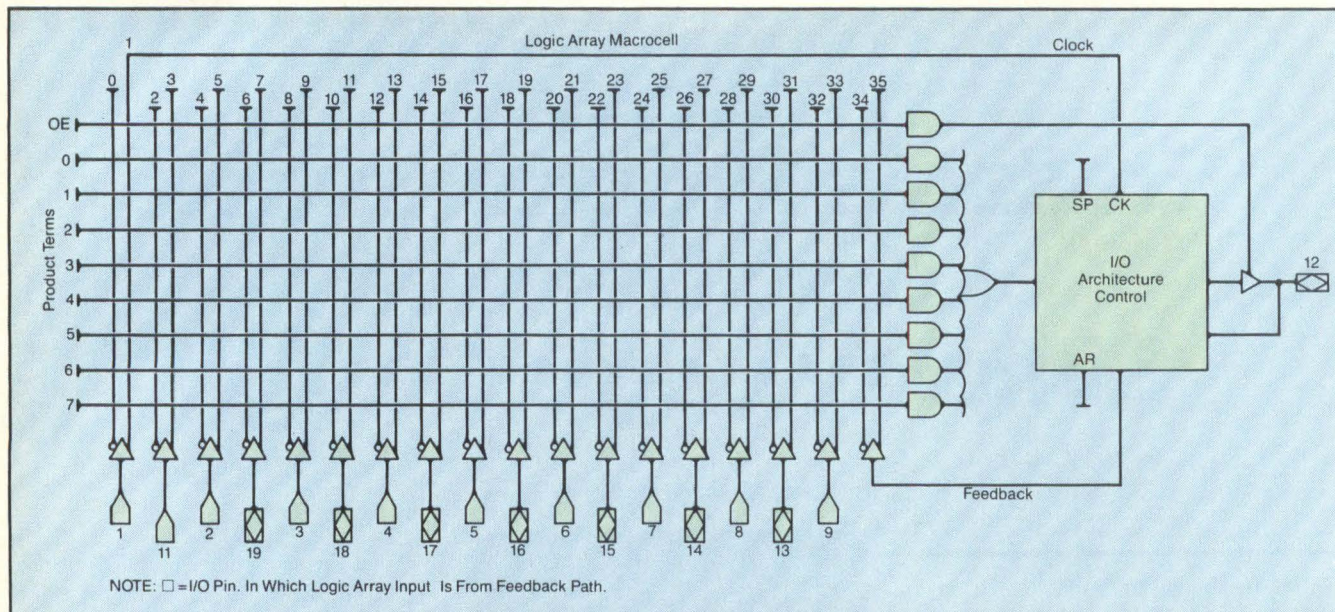 Logic Array Macrocell
Clock
1
0 3 5 7 9 11 13 15 17 19 21 23 25 27 29 31 33 35
2 4 6 8 10 12 14 16 18 20 22 24 26 28 30 32 34
OE
0
1
2
3
4
5
6
7
Product Terms
SP CK
I/O
Architecture
Control
AR
12
Feedback
1 11 2 19 3 18 4 17 5 16 6 15 7 14 8 13 9
NOTE: □ =I/O Pin. In Which Logic Array Input Is From Feedback Path.